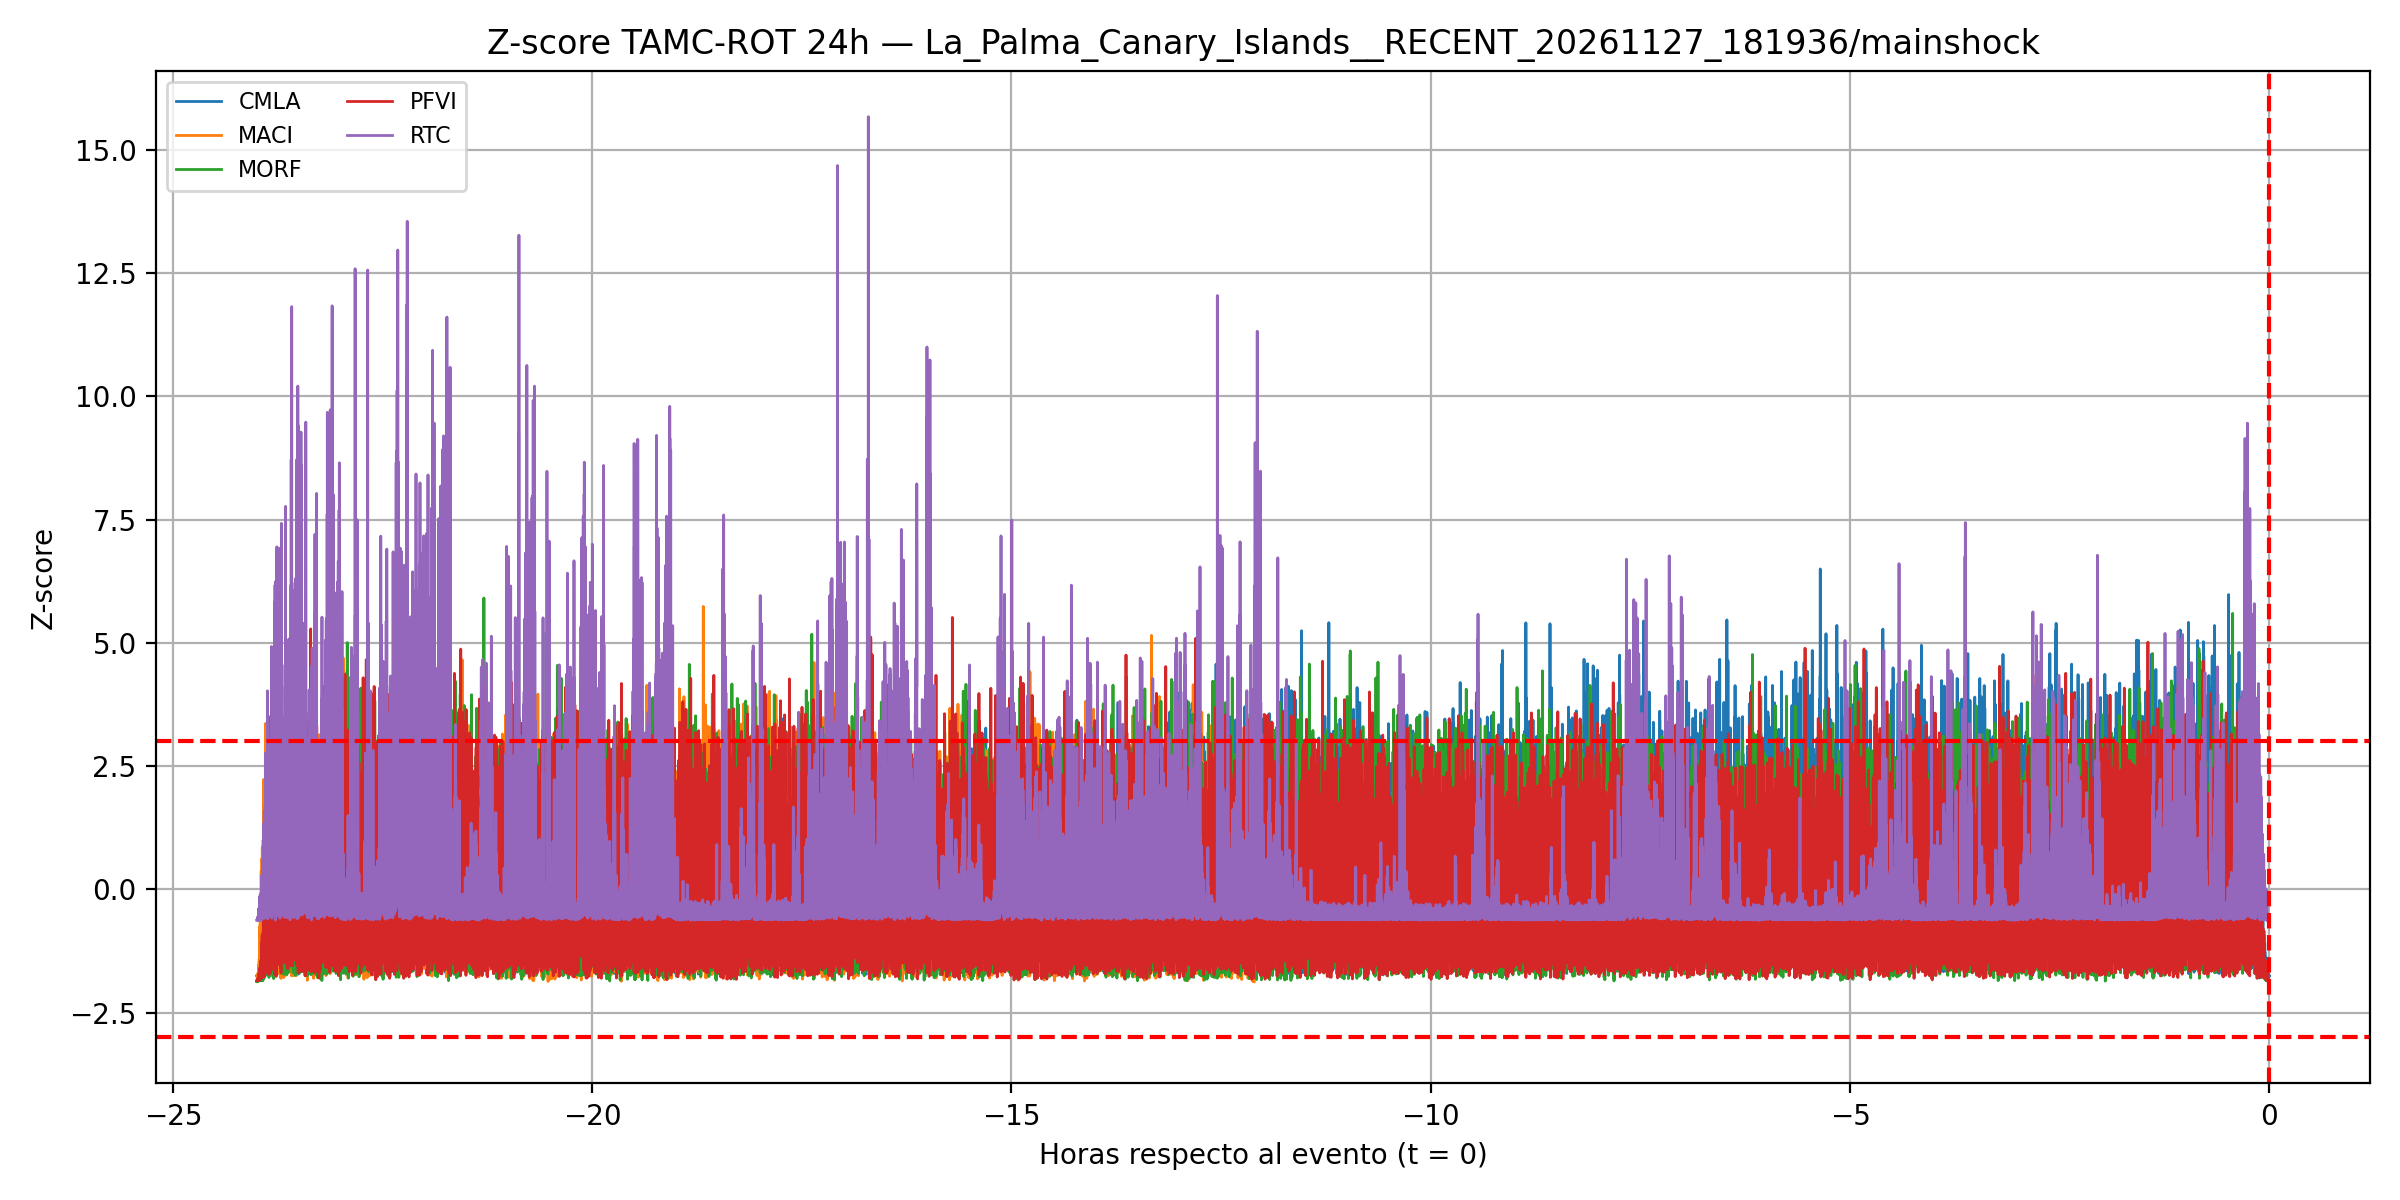 Z-score TAMC-ROT 24h — La_Palma_Canary_Islands__RECENT_20261127_181936/mainshock
CMLA
MACI
MORF
PFVI
RTC
Z-score
15.0
12.5
10.0
7.5
5.0
2.5
0.0
−2.5
−25
−20
−15
−10
−5
0
Horas respecto al evento (t = 0)